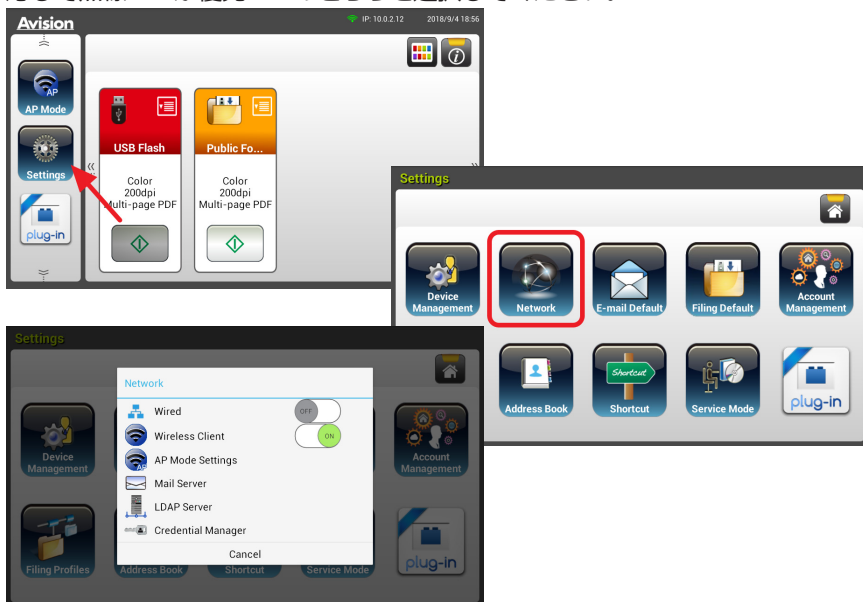 Avision
IP: 10.0.2.12 2018/9/4 18:56
AP
AP Mode
Settings
plug-in
USB Flash
Color
200dpi
Multi-page PDF
Public Fo...
Color
200dpi
Multi-page PDF
Settings
Device
Management
Network
E-mail Default
Filing Default
Account
Management
Address Book
Shortcut
Shortcut
Service Mode
plug-in
Settings
Network
Wired OFF
Wireless Client ON
AP Mode Settings
Mail Server
LDAP Server
Credential Manager
Cancel
Device
Management
Account
Management
Filing Profiles
Address Book
Shortcut
Service Mode
plug-in